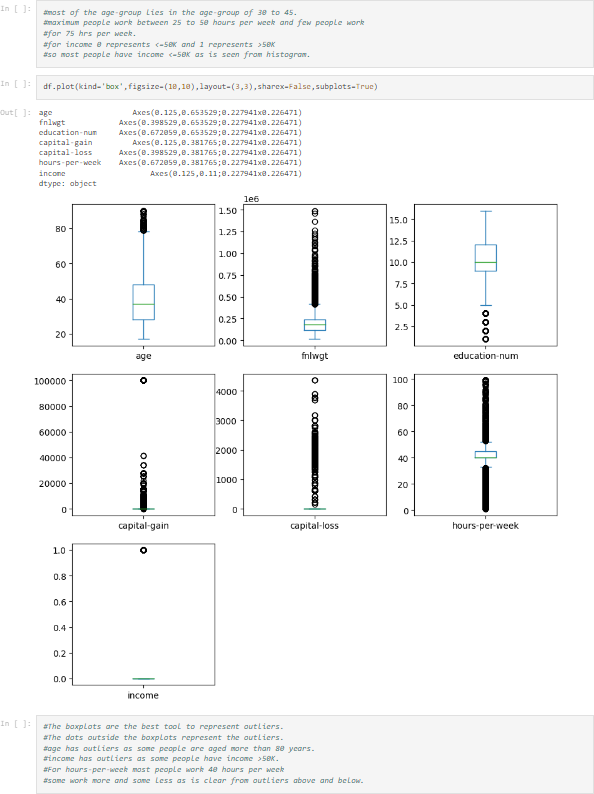 In [ ]:
#most of the age-group lies in the age-group of 30 to 45.
#maximum people work between 25 to 50 hours per week and few people work
#for 75 hrs per week.
#for income 0 represents <=50K and 1 represents >50K
#so most people have income <=50K as is seen from histogram.
In [ ]:
df.plot(kind='box',figsize=(10,10),layout=(3,3),sharex=False,subplots=True)
Out[ ]:
age Axes(0.125,0.653529;0.227941x0.226471)
fnlwgt Axes(0.398529,0.653529;0.227941x0.226471)
education-num Axes(0.672059,0.653529;0.227941x0.226471)
capital-gain Axes(0.125,0.381765;0.227941x0.226471)
capital-loss Axes(0.398529,0.381765;0.227941x0.226471)
hours-per-week Axes(0.672059,0.381765;0.227941x0.226471)
income Axes(0.125,0.11;0.227941x0.226471)
dtype: object
80
60
40
20
age
1e6
1.50
1.25
1.00
0.75
0.50
0.25
0.00
fnlwgt
15.0
12.5
10.0
7.5
5.0
2.5
education-num
100000
80000
60000
40000
20000
0
capital-gain
4000
3000
2000
1000
0
capital-loss
100
80
60
40
20
0
hours-per-week
1.0
0.8
0.6
0.4
0.2
0.0
income
In [ ]:
#The boxplots are the best tool to represent outliers.
#The dats outside the boxplots represent the outliers.
#age has outliers as some people are aged more than 80 years.
#income has outliers as some people have income >50K.
#For hours-per-week most people work 40 hours per week
#some work more and some less as is clear from outliers above and below.